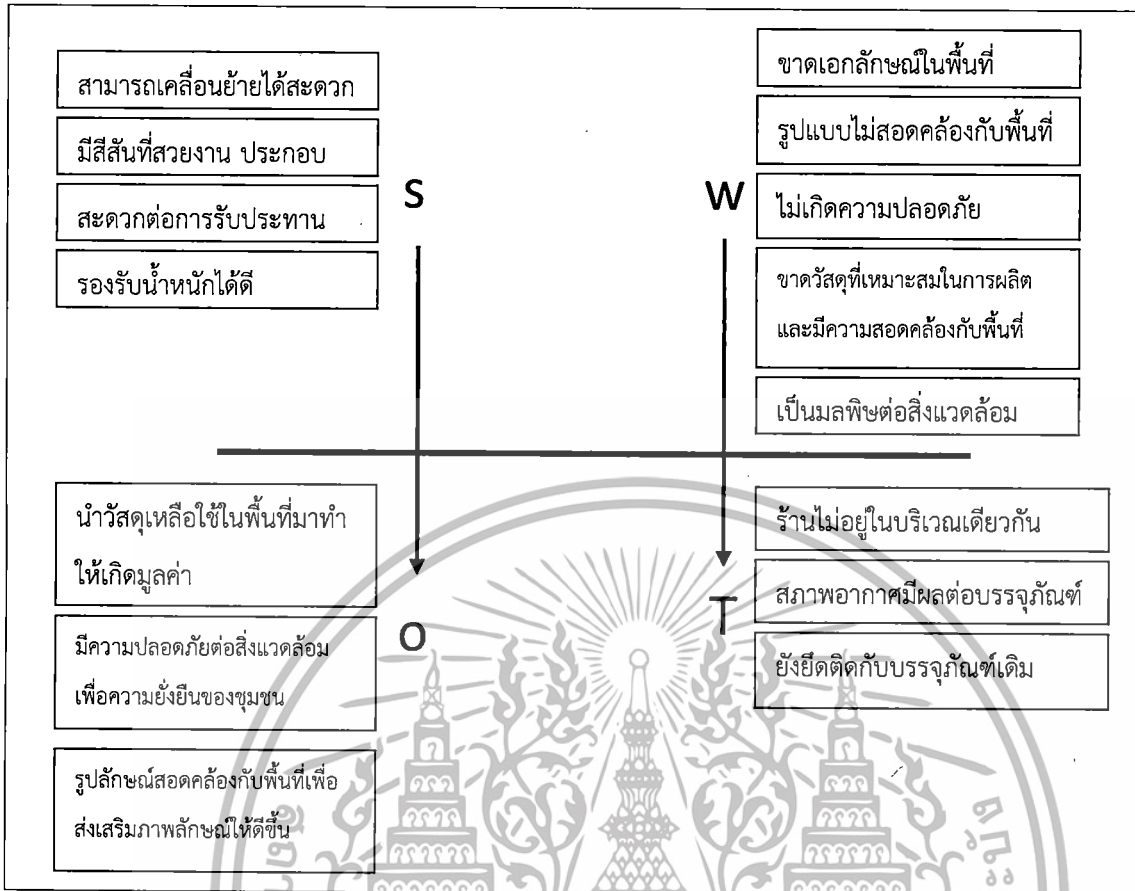 สามารถเคลื่อนย้ายได้สะดวก
มีสีสันที่สวยงาน ประกอบ
สะดวกต่อการรับประทาน
รองรับน้ำหนักได้ดี
S
W
ขาดเอกลักษณ์ในพื้นที่
รูปแบบไม่สอดคล้องกับพื้นที่
ไม่เกิดความปลอดภัย
ขาดวัสดุที่เหมาะสมในการผลิต
และมีความสอดคล้องกับพื้นที่
เป็นมลพิษต่อสิ่งแวดล้อม
นำวัสดุเหลือใช้ในพื้นที่มาทำ
ให้เกิดมูลค่า
มีความปลอดภัยต่อสิ่งแวดล้อม
เพื่อความยั่งยืนของชุมชน
รูปลักษณ์สอดคล้องกับพื้นที่เพื่อ
ส่งเสริมภาพลักษณ์ให้ดีขึ้น
O
T
ร้านไม่อยู่ในบริเวณเดียวกัน
สภาพอากาศมีผลต่อบรรจุภัณฑ์
ยังยึดติดกับบรรจุภัณฑ์เดิม